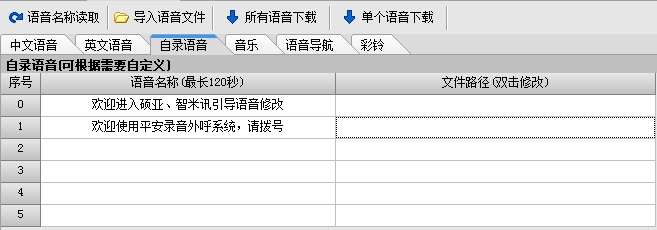 语音名称读取 导入语音文件 所有语音下载 单个语音下载
中文语音 英文语音 自录语音 音乐 语音导航 彩铃
自录语音(可根据需要自定义)
序号 语音名称(最长120秒) 文件路径(双击修改)
0 欢迎进入硕亚、智米讯引导语音修改
1 欢迎使用平安录音外呼系统，请拨号
2
3
4
5